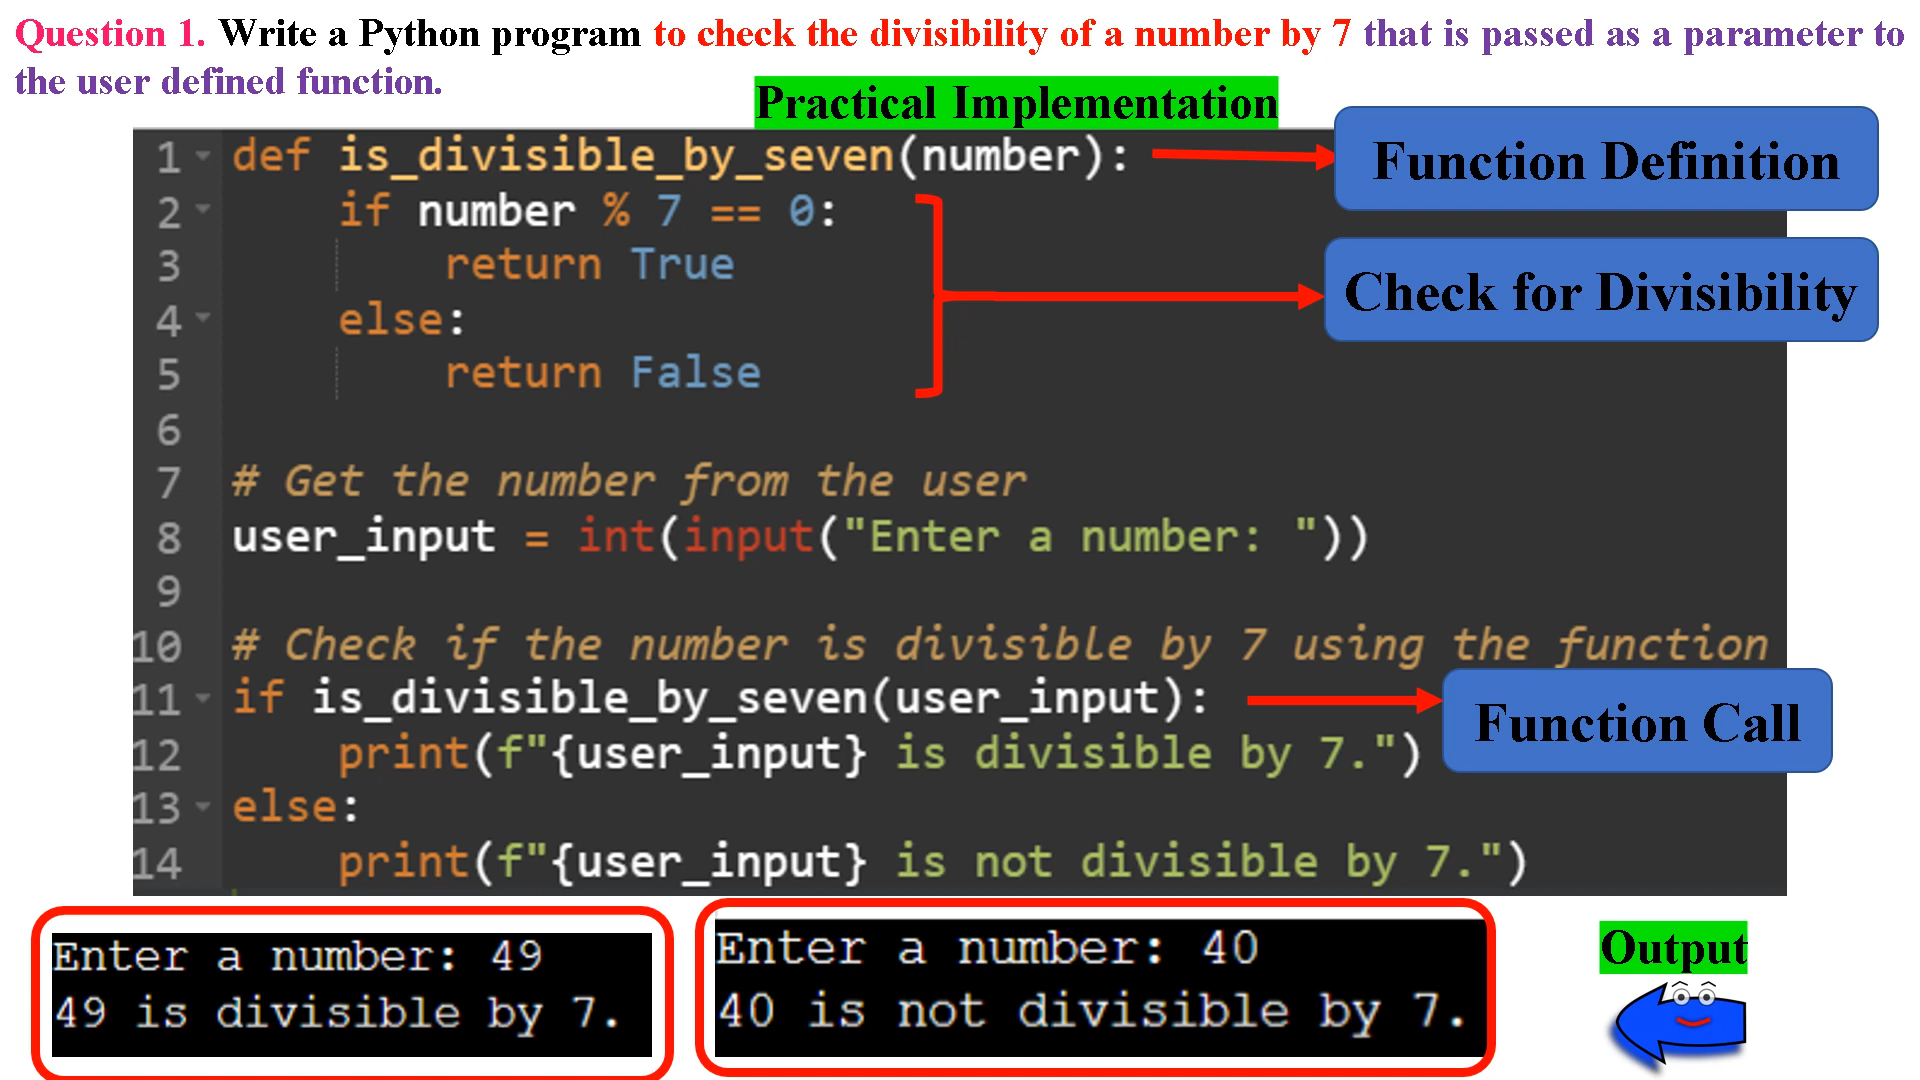 Question 1. Write a Python program to check the divisibility of a number by 7 that is passed as a parameter to
the user defined function.
Practical Implementation
1 def is_divisible_by_seven(number):
Function Definition
2     if number % 7 == 0:
3         return True
Check for Divisibility
4     else:
5         return False
6
7 # Get the number from the user
8 user_input = int(input("Enter a number: "))
9
10 # Check if the number is divisible by 7 using the function
11 if is_divisible_by_seven(user_input):
Function Call
12     print(f"{user_input} is divisible by 7.")
13 else:
14     print(f"{user_input} is not divisible by 7.")
Enter a number: 49
49 is divisible by 7.
Enter a number: 40
40 is not divisible by 7.
Output